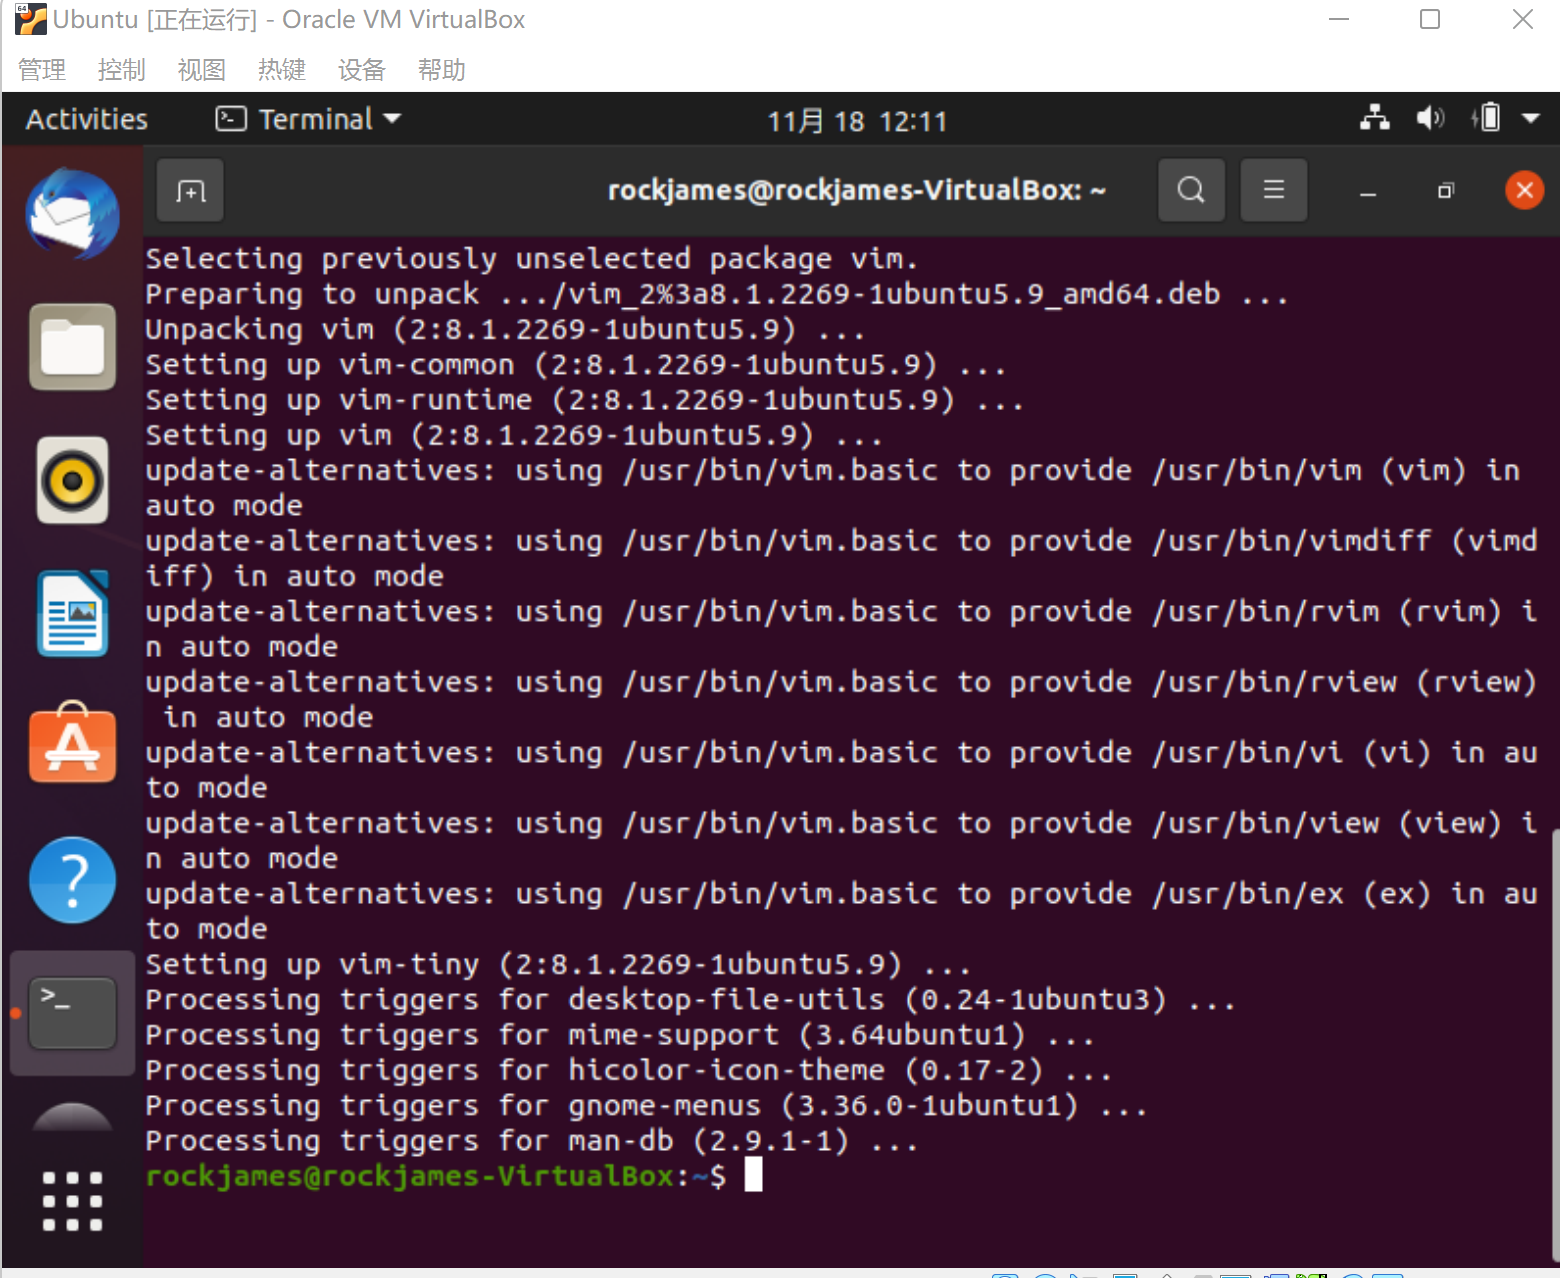 Ubuntu [正在运行] - Oracle VM VirtualBox
管理 控制 视图 热键 设备 帮助
Activities Terminal 11月 18 12:11
rockjames@rockjames-VirtualBox: ~
Selecting previously unselected package vim.
Preparing to unpack .../vim_2%3a8.1.2269-1ubuntu5.9_amd64.deb ...
Unpacking vim (2:8.1.2269-1ubuntu5.9) ...
Setting up vim-common (2:8.1.2269-1ubuntu5.9) ...
Setting up vim-runtime (2:8.1.2269-1ubuntu5.9) ...
Setting up vim (2:8.1.2269-1ubuntu5.9) ...
update-alternatives: using /usr/bin/vim.basic to provide /usr/bin/vim (vim) in
auto mode
update-alternatives: using /usr/bin/vim.basic to provide /usr/bin/vimdiff (vimd
iff) in auto mode
update-alternatives: using /usr/bin/vim.basic to provide /usr/bin/rvim (rvim) i
n auto mode
update-alternatives: using /usr/bin/vim.basic to provide /usr/bin/rview (rview)
 in auto mode
update-alternatives: using /usr/bin/vim.basic to provide /usr/bin/vi (vi) in au
to mode
update-alternatives: using /usr/bin/vim.basic to provide /usr/bin/view (view) i
n auto mode
update-alternatives: using /usr/bin/vim.basic to provide /usr/bin/ex (ex) in au
to mode
Setting up vim-tiny (2:8.1.2269-1ubuntu5.9) ...
Processing triggers for desktop-file-utils (0.24-1ubuntu3) ...
Processing triggers for mime-support (3.64ubuntu1) ...
Processing triggers for hicolor-icon-theme (0.17-2) ...
Processing triggers for gnome-menus (3.36.0-1ubuntu1) ...
Processing triggers for man-db (2.9.1-1) ...
rockjames@rockjames-VirtualBox:~$